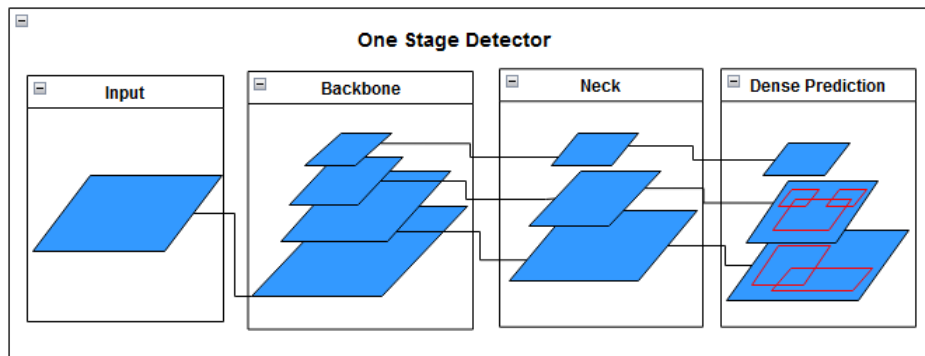 One Stage Detector
Input
Backbone
Neck
Dense Prediction